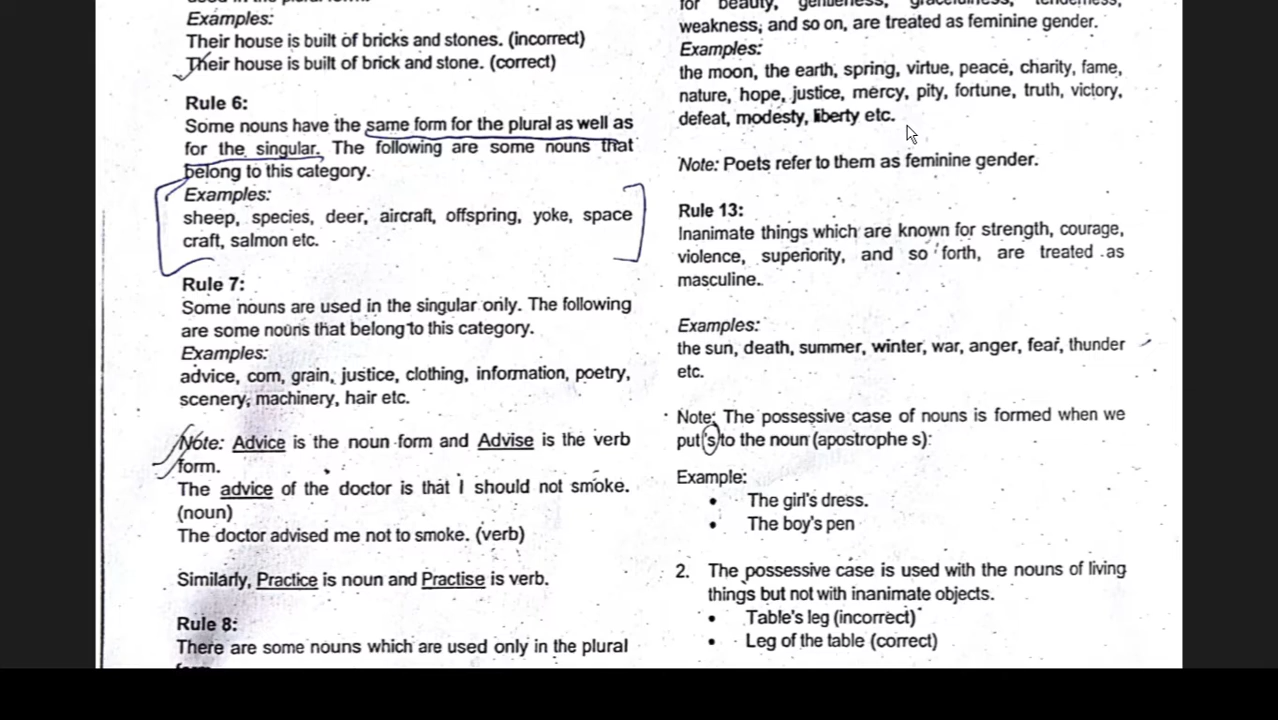 Examples:
Their house is built of bricks and stones. (incorrect)
Their house is built of brick and stone. (correct)
Rule 6:
Some nouns have the same form for the plural as well as
for the singular. The following are some nouns that
belong to this category.
Examples:
sheep, species, deer, aircraft, offspring, yoke, space
craft, salmon etc.
Rule 7:
Some nouns are used in the singular only. The following
are some nouns that belong to this category.
Examples:
advice, corn, grain, justice, clothing, information, poetry,
scenery, machinery, hair etc.
Note: Advice is the noun form and Advise is the verb
form.
The advice of the doctor is that I should not smoke.
(noun)
The doctor advised me not to smoke. (verb)
Similarly, Practice is noun and Practise is verb.
Rule 8:
There are some nouns which are used only in the plural
for beauty, gentleness, gracefulness, tenderness,
weakness, and so on, are treated as feminine gender.
Examples:
the moon, the earth, spring, virtue, peace, charity, fame,
nature, hope, justice, mercy, pity, fortune, truth, victory,
defeat, modesty, liberty etc.
Note: Poets refer to them as feminine gender.
Rule 13:
Inanimate things which are known for strength, courage,
violence, superiority, and so forth, are treated as
masculine.
Examples:
the sun, death, summer, winter, war, anger, fear, thunder
etc.
Note: The possessive case of nouns is formed when we
put 's to the noun (apostrophe s):
Example:
• The girl's dress.
• The boy's pen
2. The possessive case is used with the nouns of living
things but not with inanimate objects.
• Table's leg (incorrect)
• Leg of the table (correct)